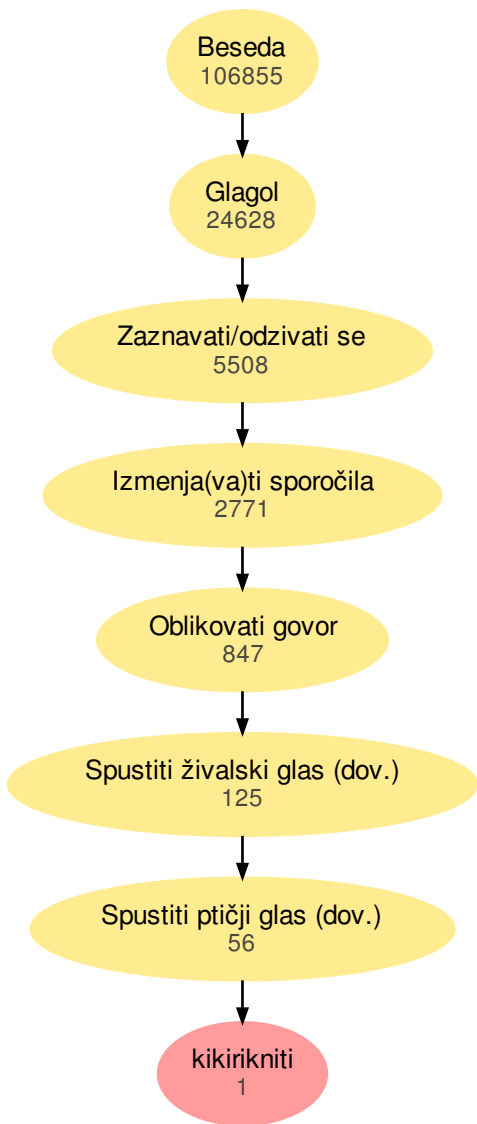 Beseda
106855
Glagol
24628
Zaznavati/odzivati se
5508
Izmenja(va)ti sporočila
2771
Oblikovati govor
847
Spustiti živalski glas (dov.)
125
Spustiti ptičji glas (dov.)
56
kikirikniti
1